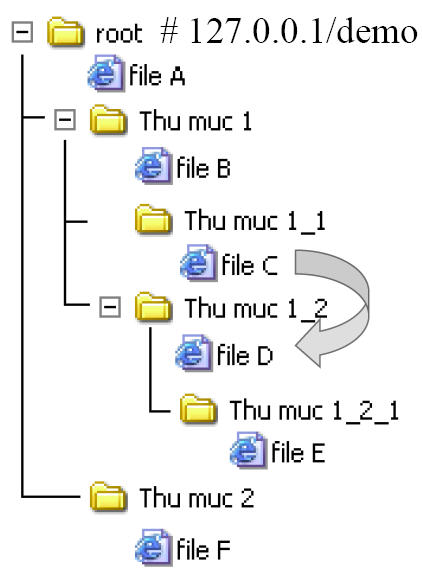 root # 127.0.0.1/demo
file A
Thu muc 1
file B
Thu muc 1_1
file C
Thu muc 1_2
file D
Thu muc 1_2_1
file E
Thu muc 2
file F